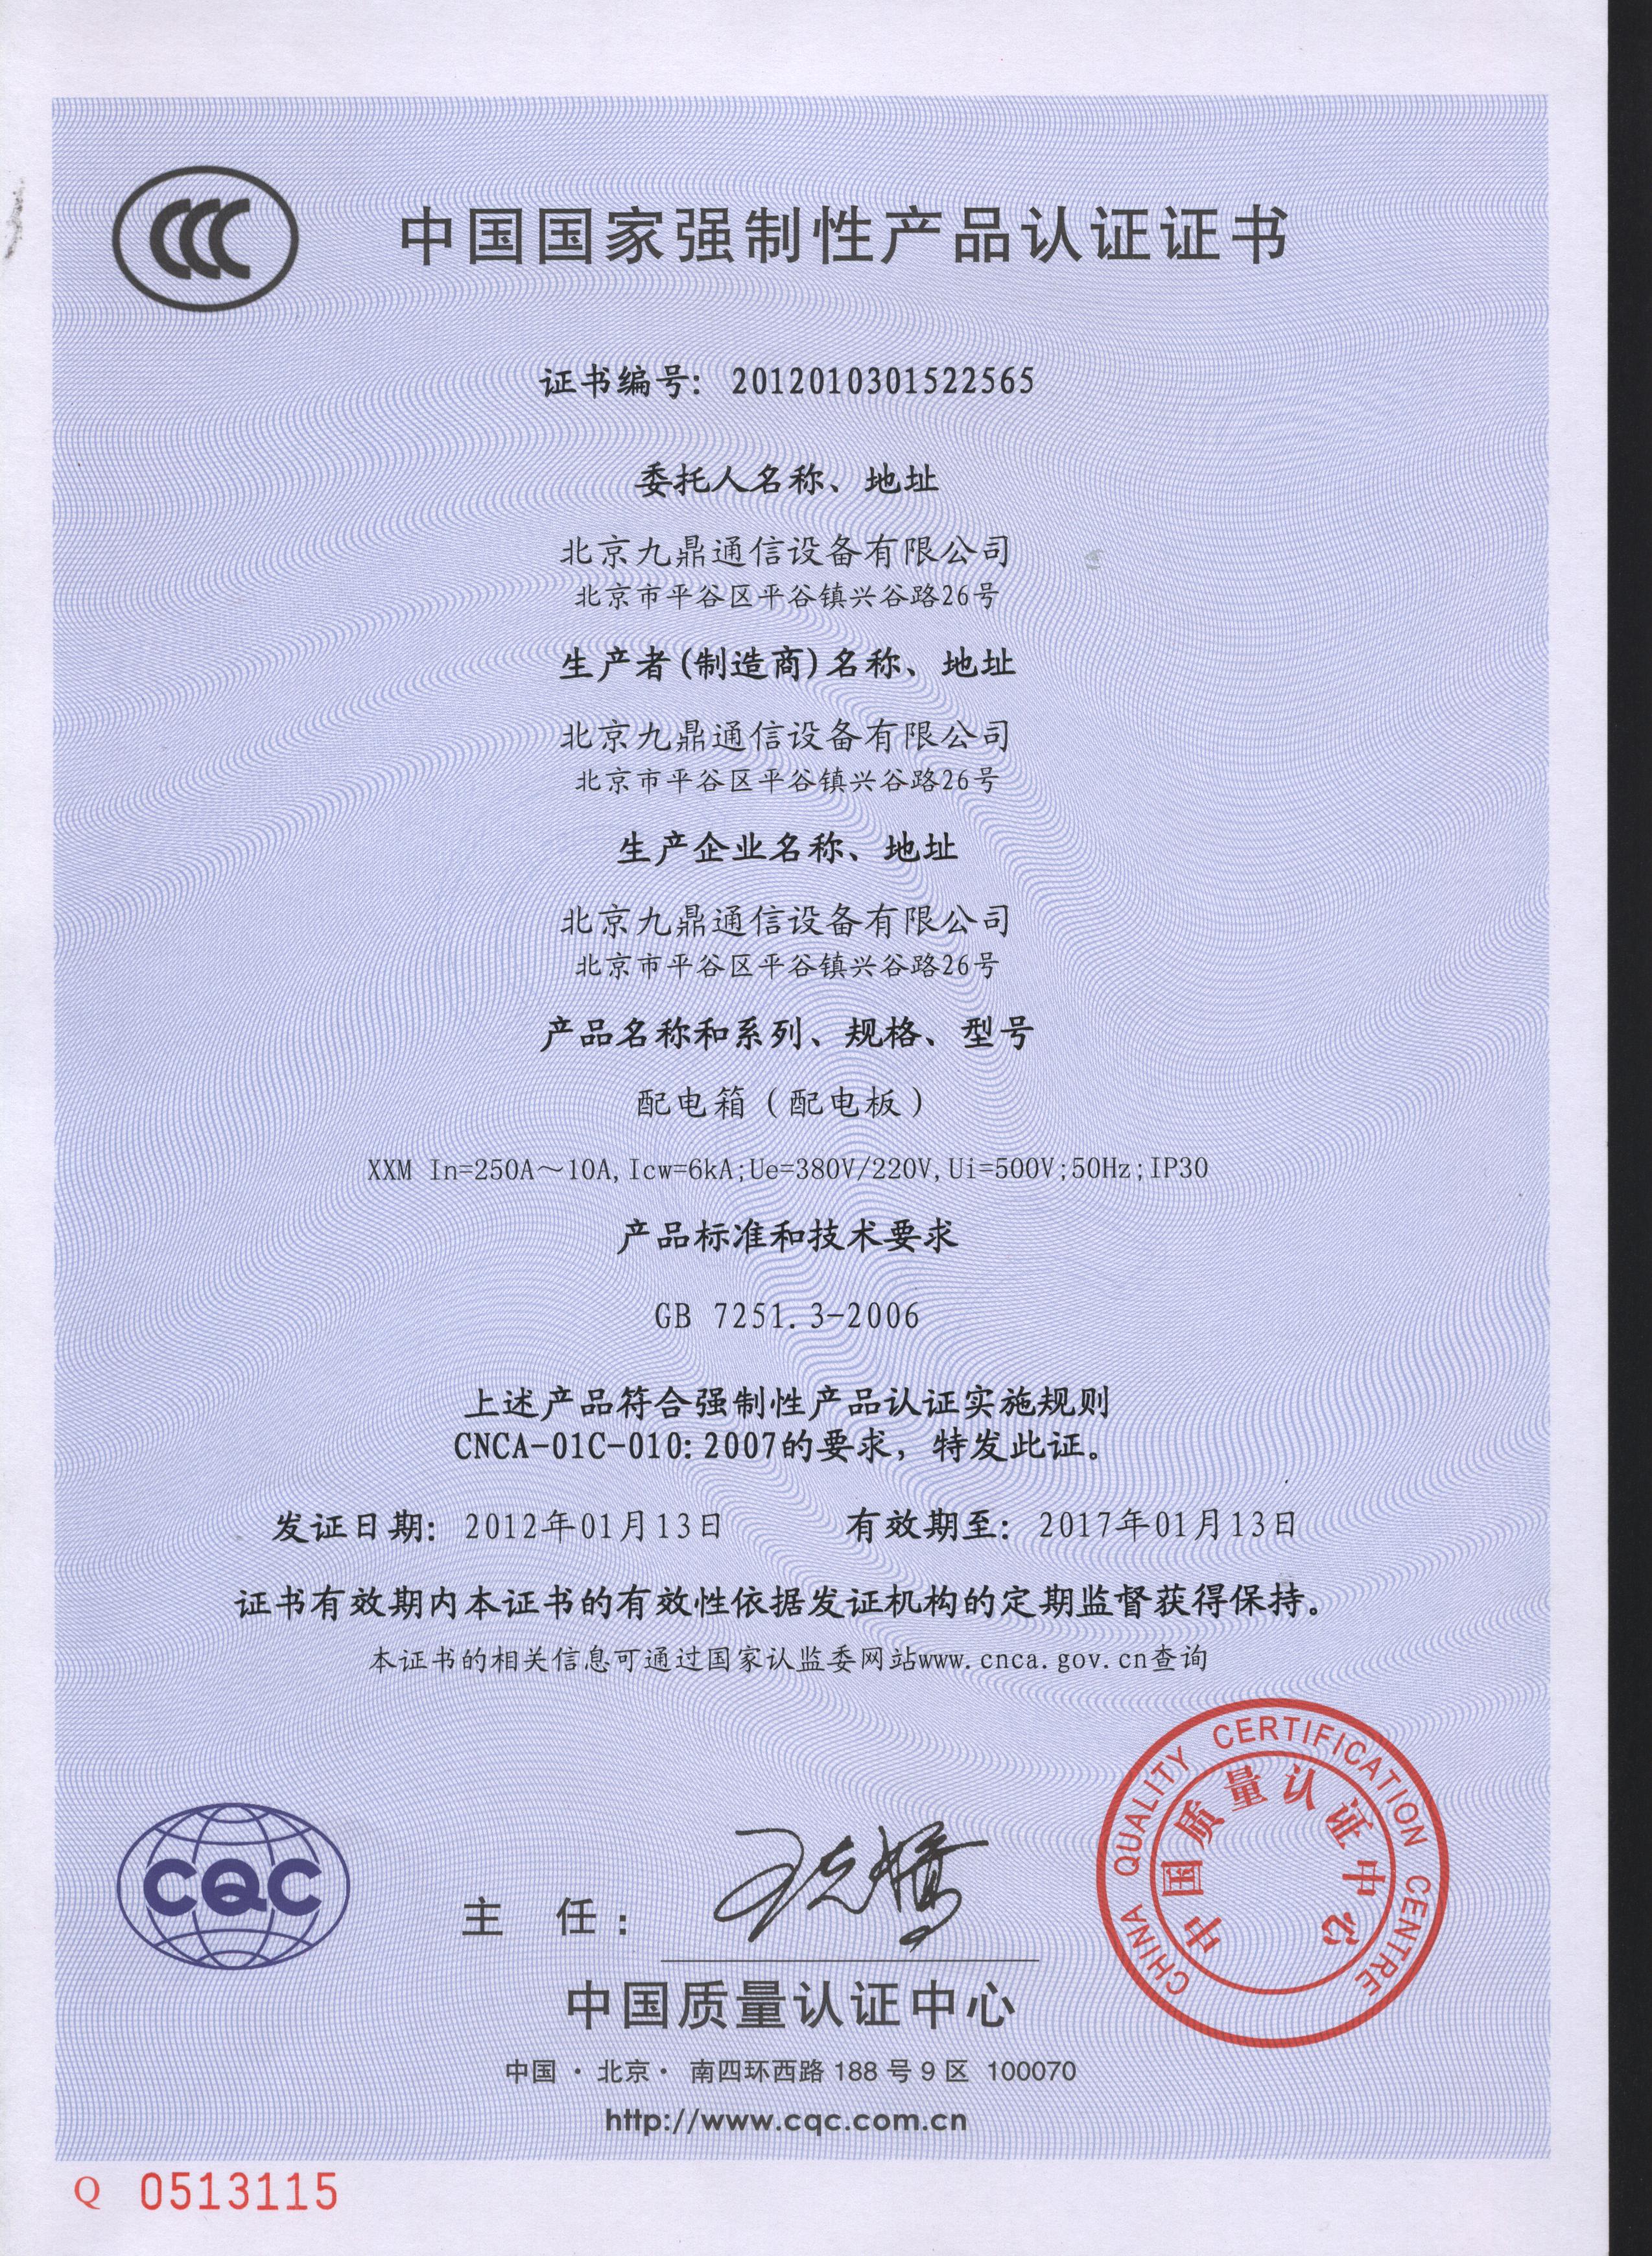 CCC
中国国家强制性产品认证证书
证书编号: 2012010301522565
委托人名称、地址
北京九鼎通信设备有限公司
北京市平谷区平谷镇兴谷路26号
生产者(制造商)名称、地址
北京九鼎通信设备有限公司
北京市平谷区平谷镇兴谷路26号
生产企业名称、地址
北京九鼎通信设备有限公司
北京市平谷区平谷镇兴谷路26号
产品名称和系列、规格、型号
配电箱(配电板)
XXM In=250A～10A,Icw=6kA;Ue=380V/220V,Ui=500V;50Hz;IP30
产品标准和技术要求
GB 7251.3-2006
上述产品符合强制性产品认证实施规则
CNCA-01C-010:2007的要求，特发此证。
发证日期: 2012年01月13日 有效期至: 2017年01月13日
证书有效期内本证书的有效性依据发证机构的定期监督获得保持。
本证书的相关信息可通过国家认监委网站www.cnca.gov.cn查询
CHINA QUALITY CERTIFICATION CENTRE
中国质量认证中心
CQC
主 任：
中国质量认证中心
中国·北京· 南四环西路 188 号 9 区 100070
http://www.cqc.com.cn
Q 0513115